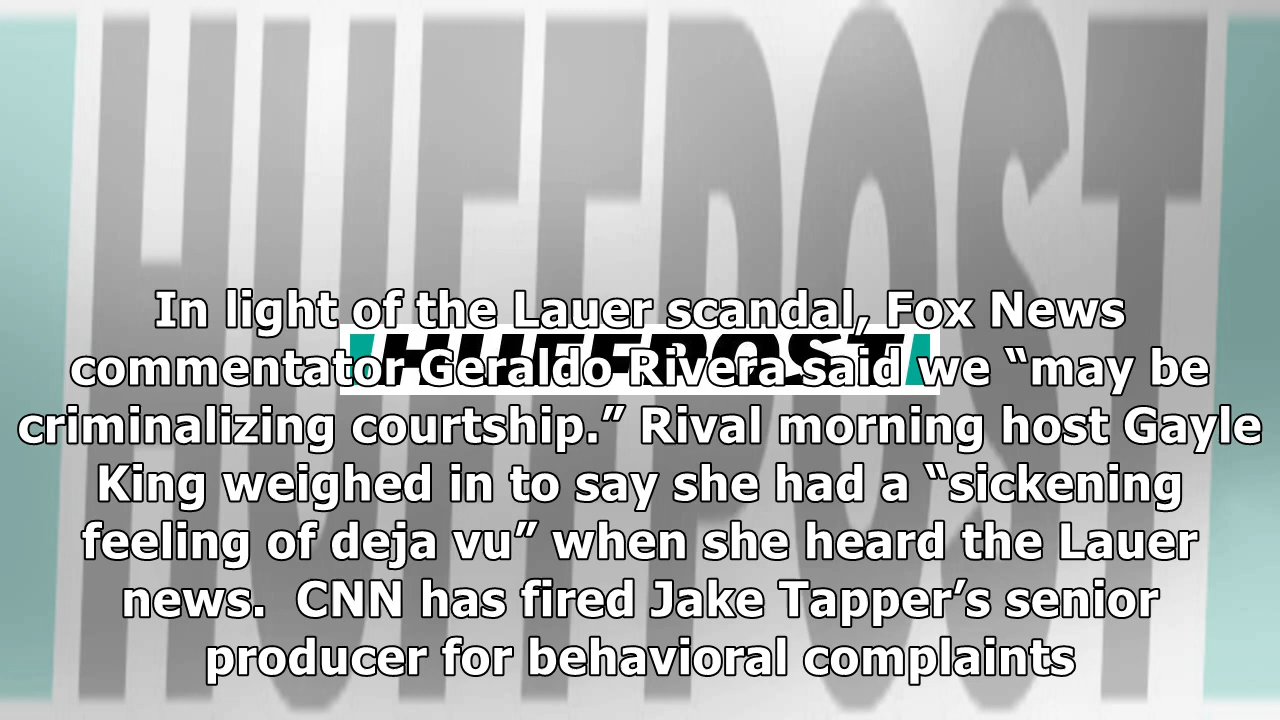 HUFFPOST
In light of the Lauer scandal, Fox News
HUFFPOST
commentator Geraldo Rivera said we “may be
criminalizing courtship.” Rival morning host Gayle
King weighed in to say she had a “sickening
feeling of deja vu” when she heard the Lauer
news.  CNN has fired Jake Tapper’s senior
producer for behavioral complaints